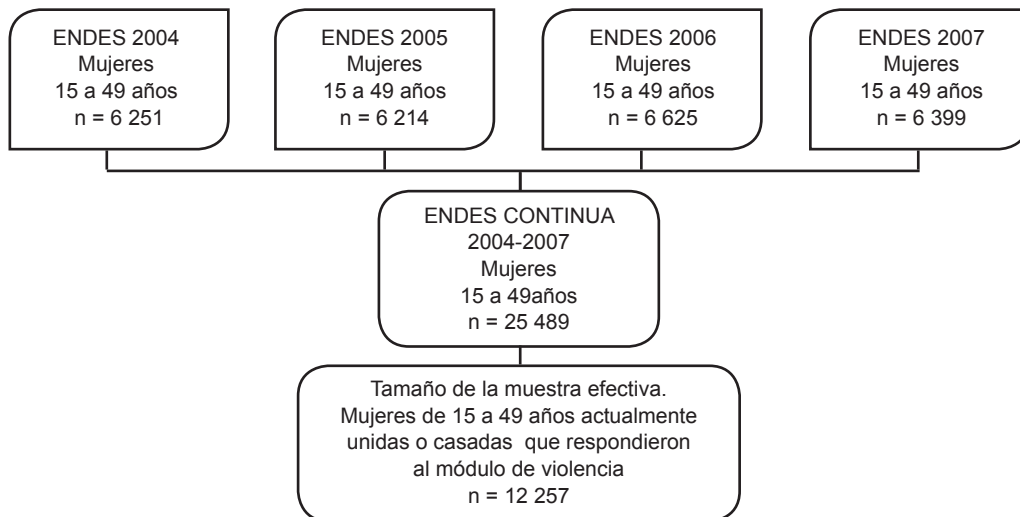 ENDES 2004
Mujeres
15 a 49 años
n = 6 251
ENDES 2005
Mujeres
15 a 49 años
n = 6 214
ENDES 2006
Mujeres
15 a 49 años
n = 6 625
ENDES 2007
Mujeres
15 a 49 años
n = 6 399
ENDES CONTINUA
2004-2007
Mujeres
15 a 49años
n = 25 489
Tamaño de la muestra efectiva.
Mujeres de 15 a 49 años actualmente
unidas o casadas que respondieron
al módulo de violencia
n = 12 257